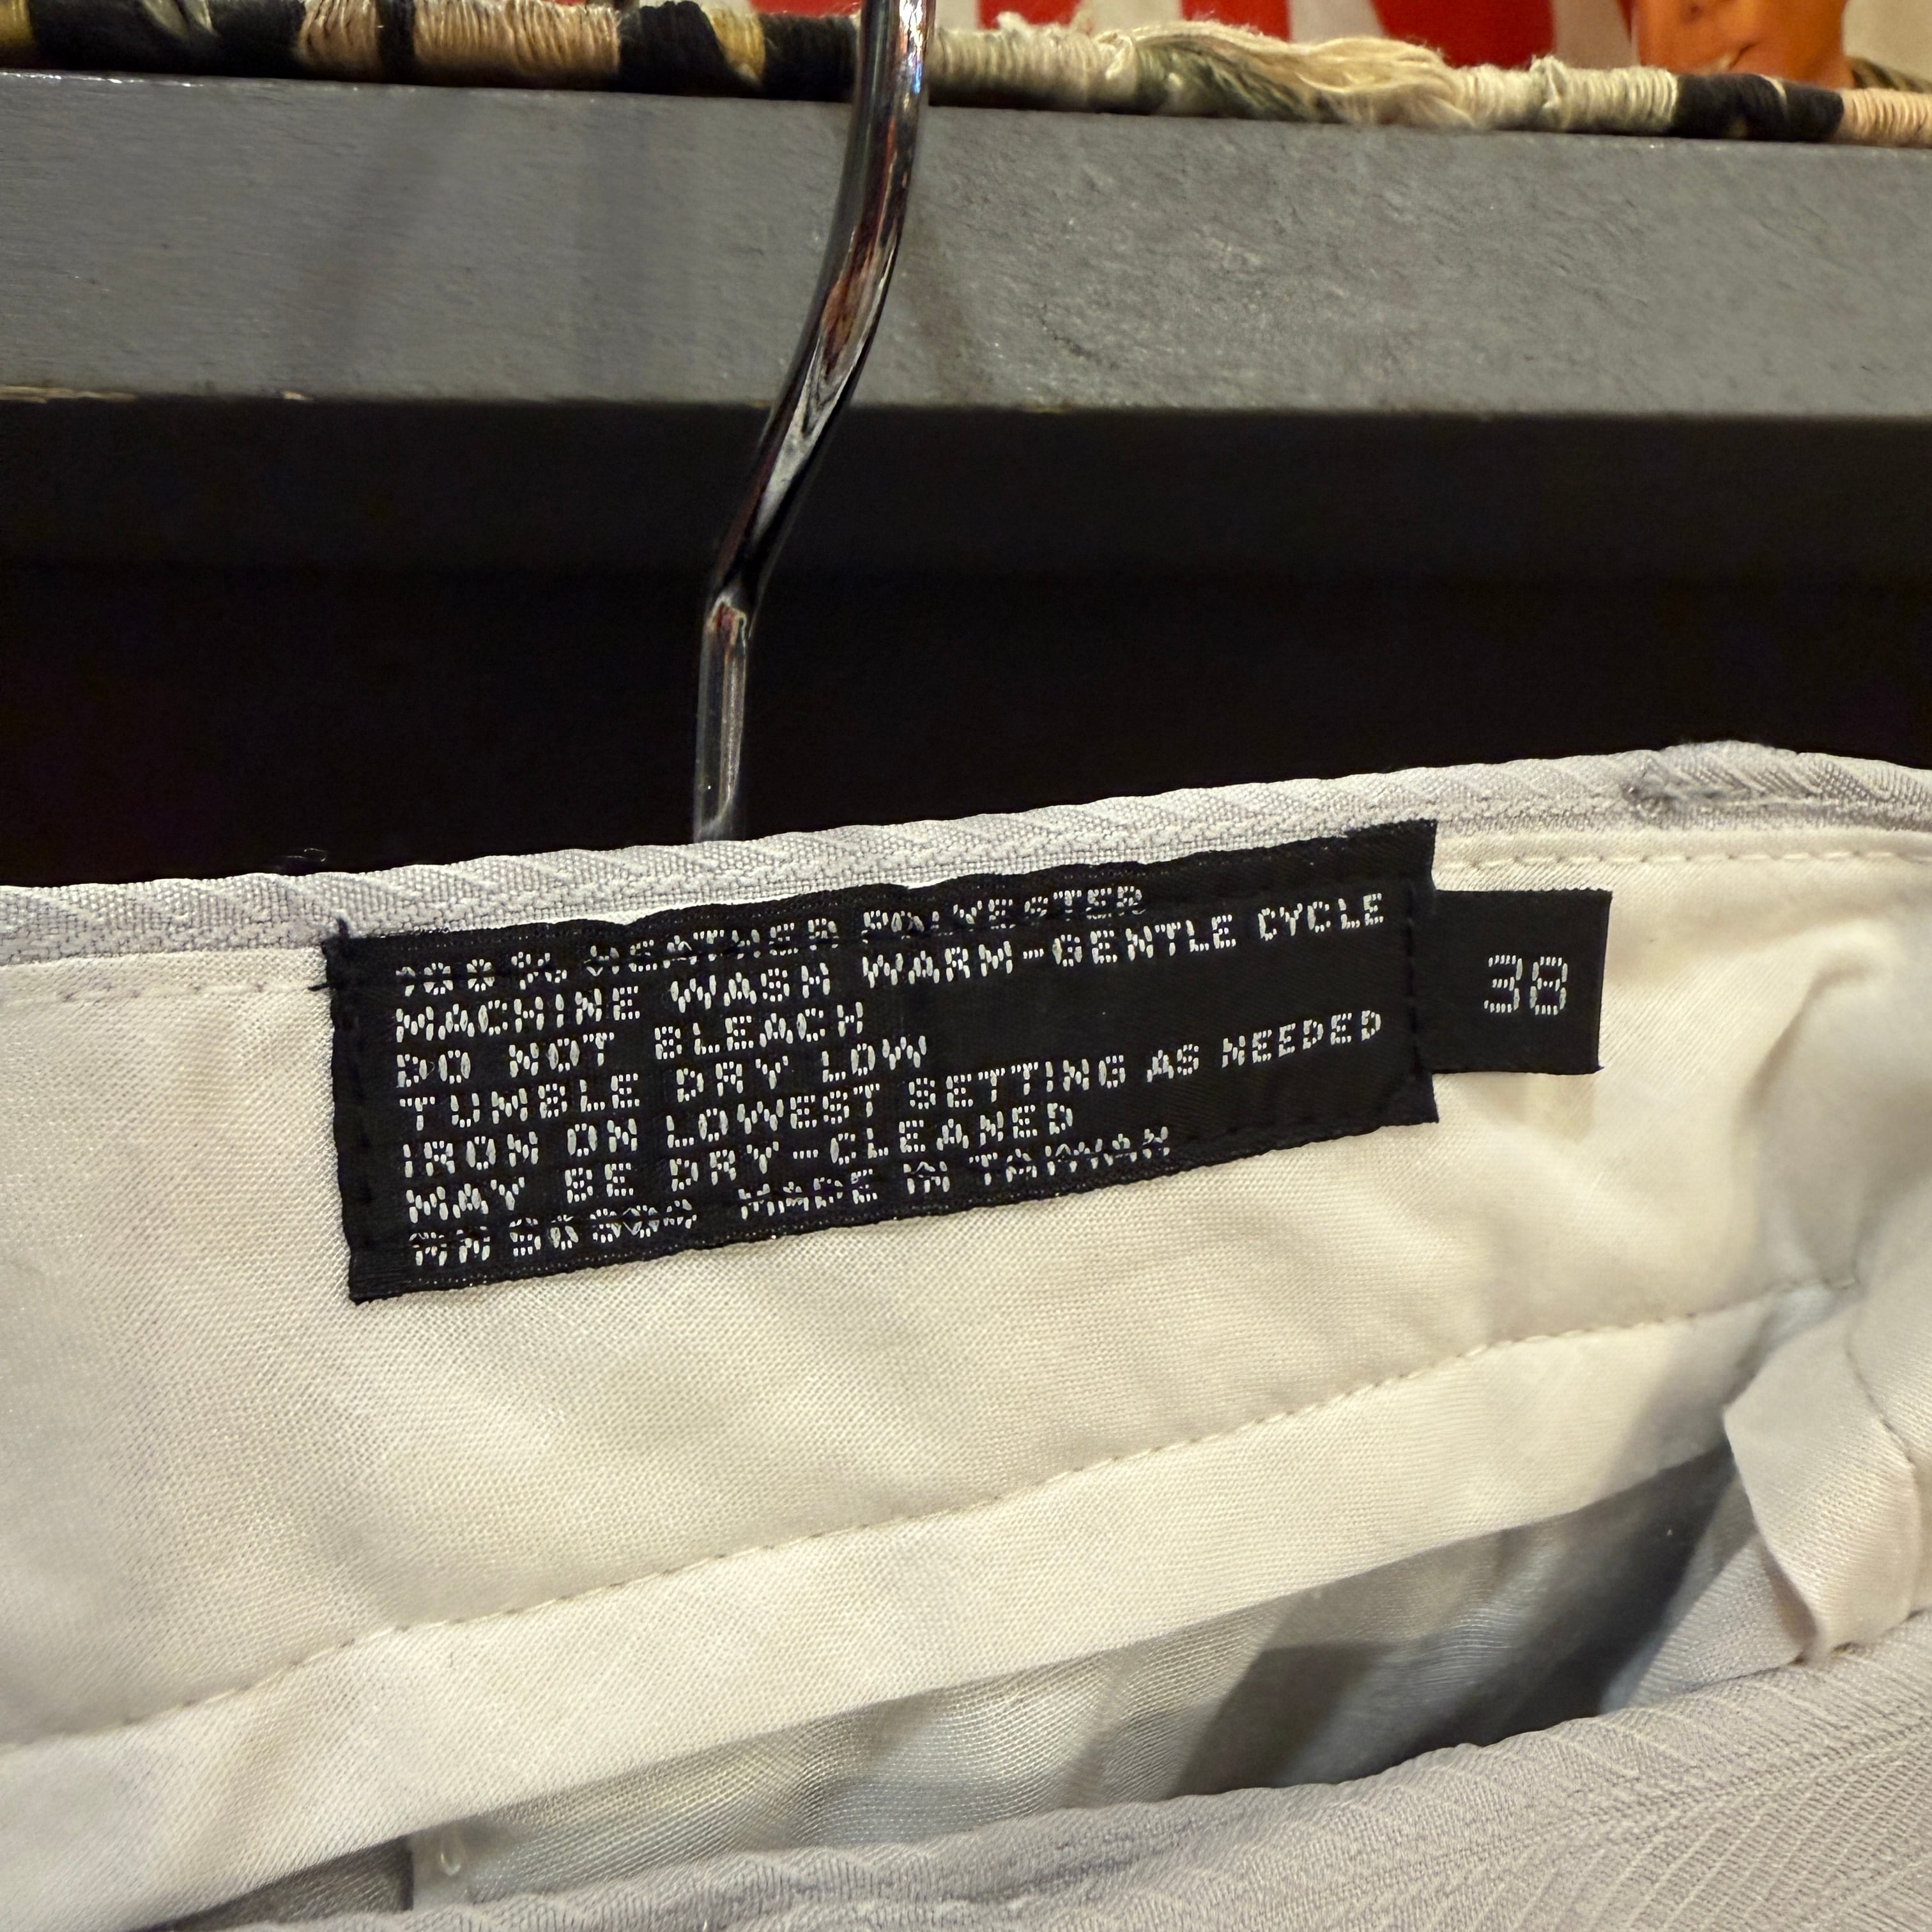 100% HEATHER POLYESTER
MACHINE WASH WARM-GENTLE CYCLE
DO NOT BLEACH
TUMBLE DRY LOW
IRON ON LOWEST SETTING AS NEEDED
MAY BE DRY-CLEANED
MADE IN TAIWAN
38